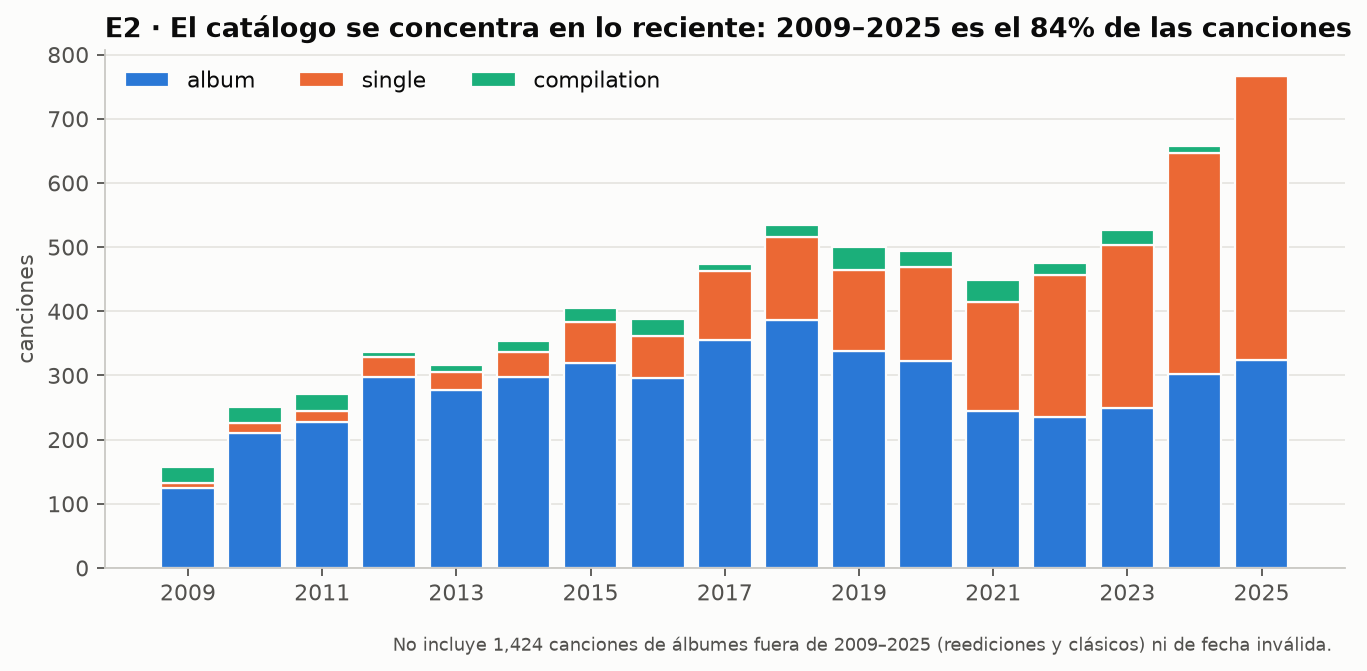 E2 · El catálogo se concentra en lo reciente: 2009–2025 es el 84% de las canciones
album single compilation
canciones
800
700
600
500
400
300
200
100
0
2009 2011 2013 2015 2017 2019 2021 2023 2025
No incluye 1,424 canciones de álbumes fuera de 2009–2025 (reediciones y clásicos) ni de fecha inválida.